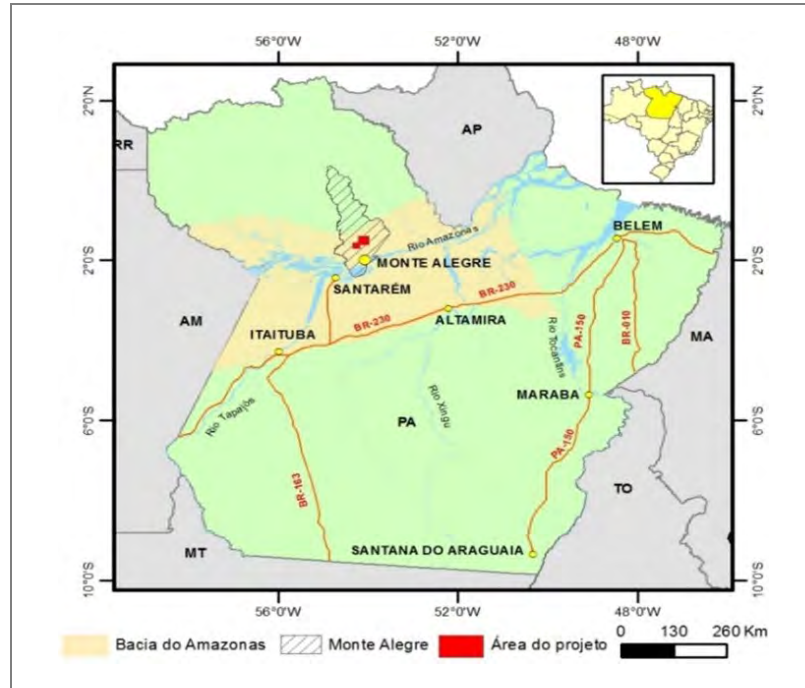 56°0'W 52°0'W 48°0'W
2°0'N 2°0'N
AP
RR
BELEM
Rio Amazonas
2°0'S 2°0'S
MONTE ALEGRE
SANTARÉM
BR-230
BR-230
AM
ALTAMIRA
ITAITUBA
PA-150
BR-010
MA
Rio Tocantins
MARABA
Rio Xingu
Rio Tapajós
6°0'S 6°0'S
PA
PA-150
BR-163
TO
SANTANA DO ARAGUAIA
MT
10°0'S 10°0'S
56°0'W 52°0'W 48°0'W
Bacia do Amazonas Monte Alegre Área do projeto 0 130 260 Km